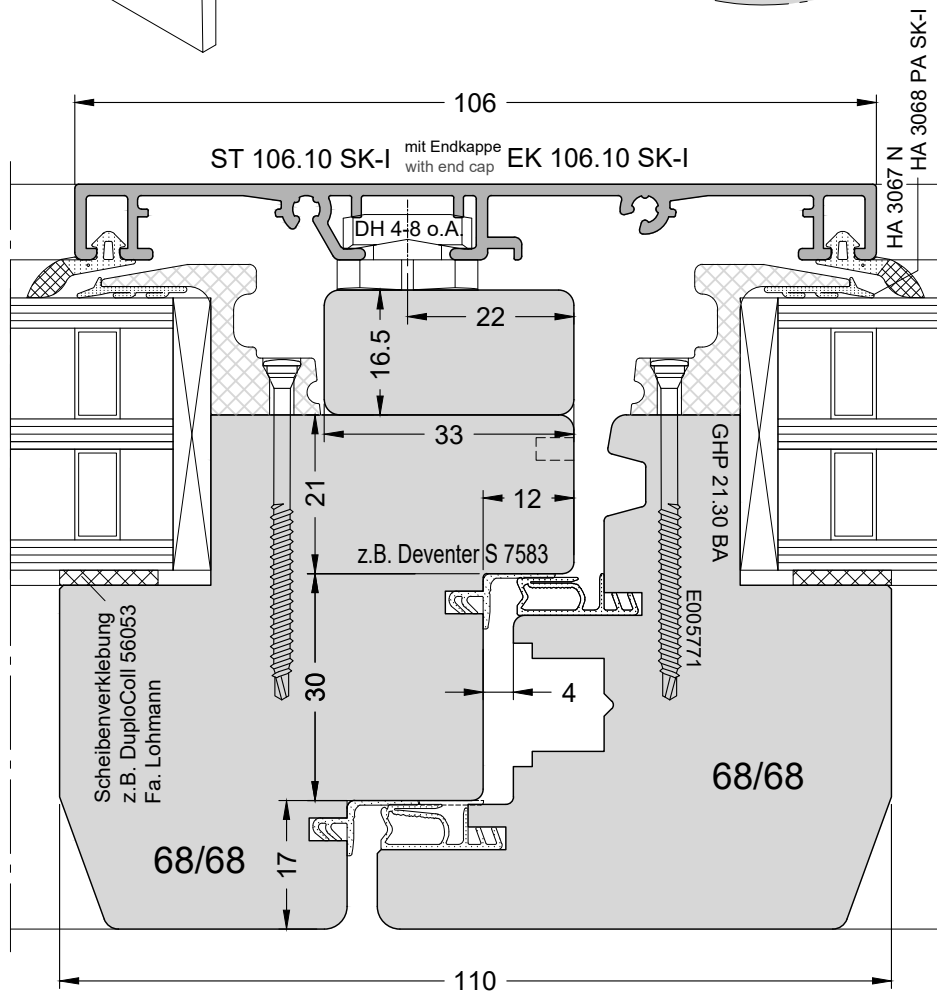 106
ST 106.10 SK-I mit Endkappe EK 106.10 SK-I
with end cap
HA 3067 N
HA 3068 PA SK-I
DH 4-8 o.A.
22
16.5
33
21
12
GHP 21.30 BA
z.B. Deventer S 7583
E005771
Scheibenverklebung
z.B. DuploColl 56053
Fa. Lohmann
30
4
68/68
68/68
17
110